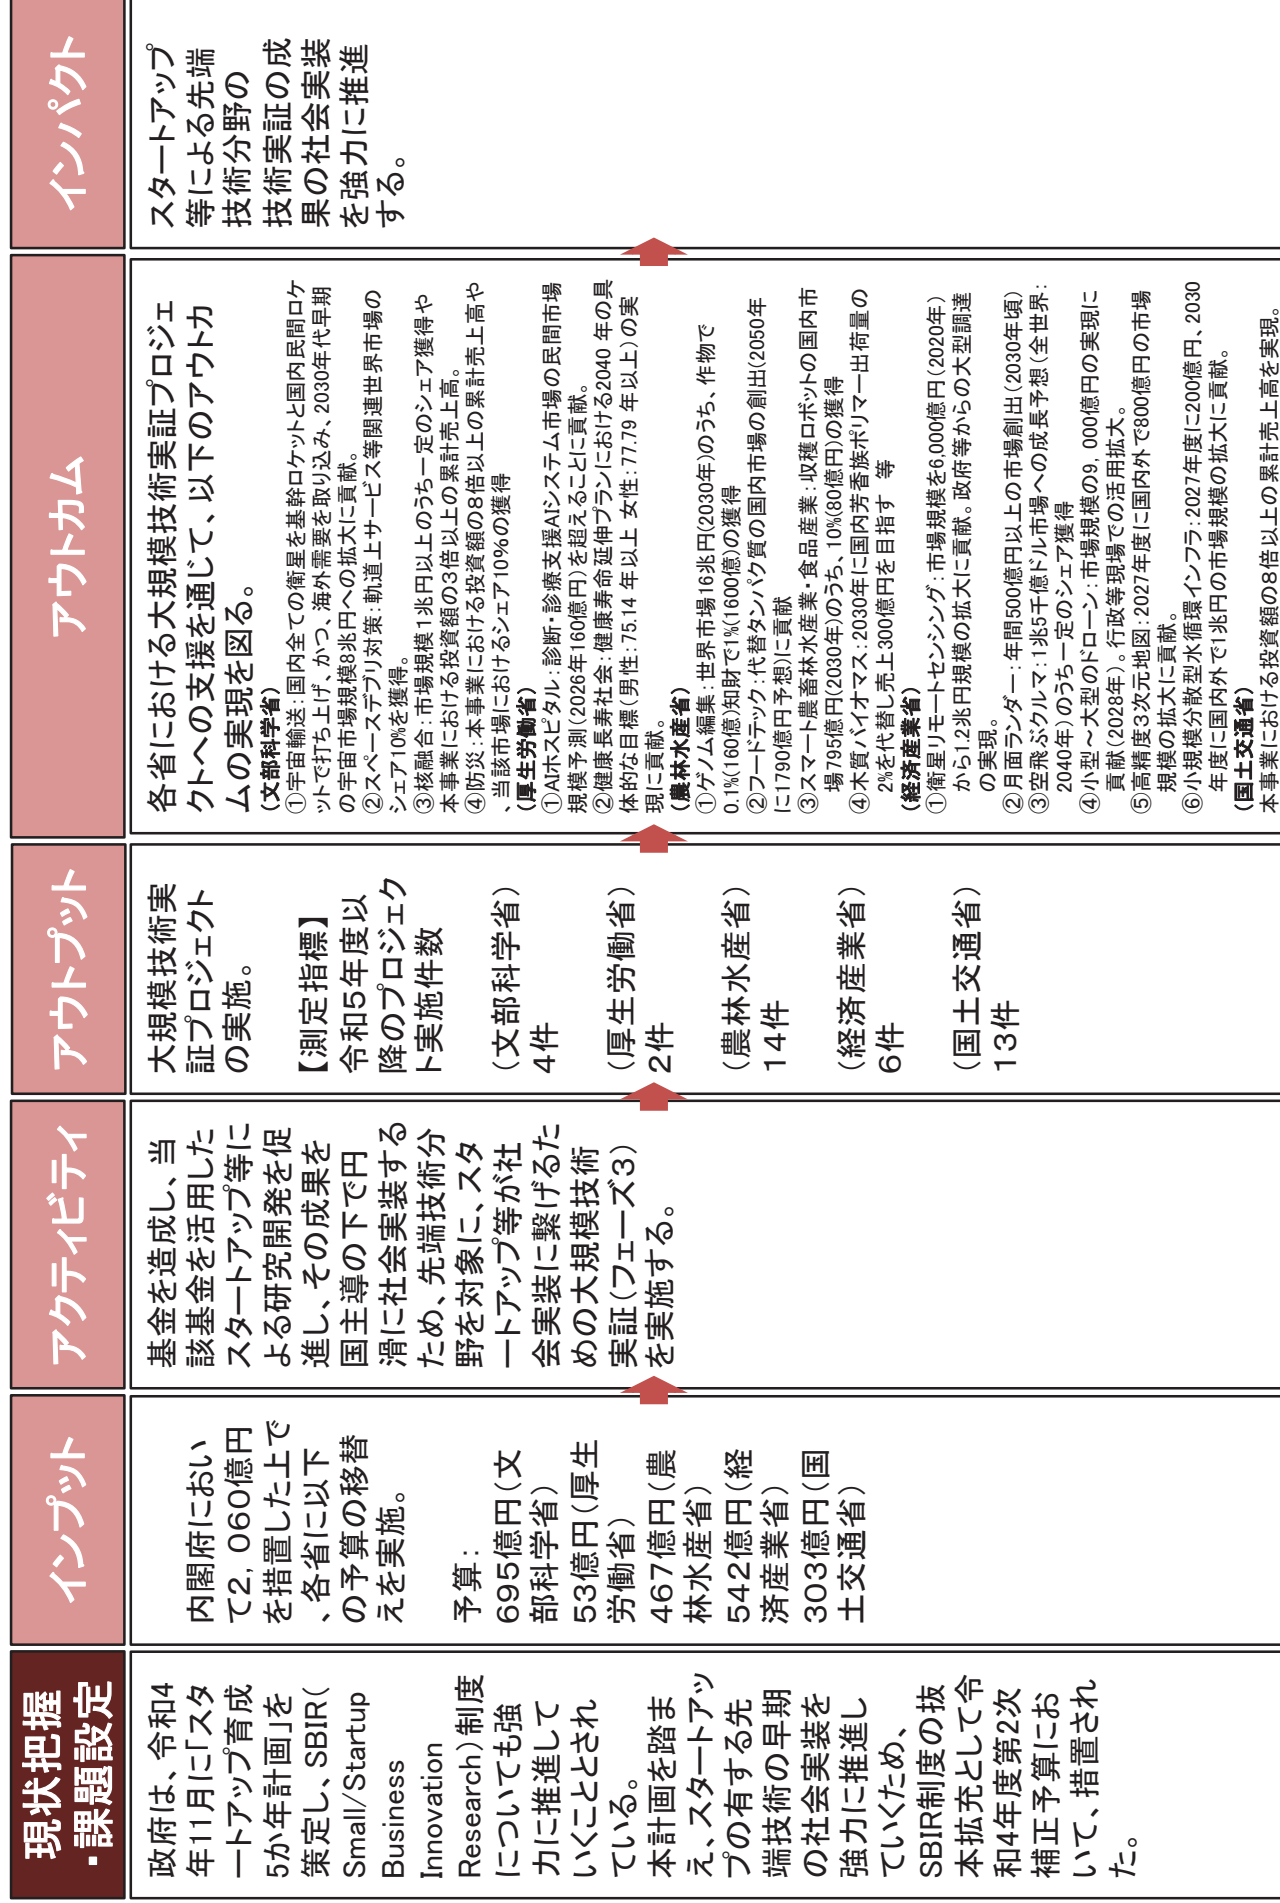 現状把握
・課題設定
政府は、令和4
年11月に「スタ
ートアップ育成
5か年計画」を
策定し、SBIR(
Small/Startup
Business
Innovation
Research)制度
についても強
力に推進して
いくこととされ
ている。
本計画を踏ま
え、スタートアッ
プの有する先
端技術の早期
の社会実装を
強力に推進し
ていくため、
SBIR制度の抜
本拡充として令
和4年度第2次
補正予算にお
いて、措置され
た。
インプット
内閣府におい
て2,060億円
を措置した上で
、各省に以下
の予算の移替
えを実施。
予算:
695億円(文
部科学省)
53億円(厚生
労働省)
467億円(農
林水産省)
542億円(経
済産業省)
303億円(国
土交通省)
アクティビティ
基金を造成し、当
該基金を活用した
スタートアップ等に
よる研究開発を促
進し、その成果を
国主導の下で円
滑に社会実装する
ため、先端技術分
野を対象に、スタ
ートアップ等が社
会実装に繋げるた
めの大規模技術
実証(フェーズ3)
を実施する。
アウトプット
大規模技術実
証プロジェクト
の実施。
【測定指標】
令和5年度以
降のプロジェク
ト実施件数
(文部科学省)
4件
(厚生労働省)
2件
(農林水産省)
14件
(経済産業省)
6件
(国土交通省)
13件
アウトカム
各省における大規模技術実証プロジェ
クトへの支援を通じて、以下のアウトカ
ムの実現を図る。
(文部科学省)
①宇宙輸送:国内全ての衛星を基幹ロケットと国内民間ロケ
ットで打ち上げ、かつ、海外需要を取り込み、2030年代早期
の宇宙市場規模8兆円への拡大に貢献。
②スペースデブリ対策:軌道上サービス等関連世界市場の
シェア10%を獲得。
③核融合:市場規模1兆円以上のうち一定のシェア獲得や
本事業における投資額の3倍以上の累計売上高。
④防災:本事業における投資額の8倍以上の累計売上高や
、当該市場におけるシェア10%の獲得
(厚生労働省)
①AIホスピタル:診断・診療支援AIシステム市場の民間市場
規模予測(2026年160億円)を超えることに貢献。
②健康長寿社会:健康寿命延伸プランにおける2040 年の具
体的な目標(男性:75.14 年以上 女性:77.79 年以上)の実
現に貢献。
(農林水産省)
①ゲノム編集:世界市場16兆円(2030年)のうち、作物で
0.1%(160億)知財で1%(1600億)の獲得
②フードテック:代替タンパク質の国内市場の創出(2050年
に1790億円予想)に貢献
③スマート農畜林水産業・食品産業:収穫ロボットの国内市
場795億円(2030年)のうち、10%(80億円)の獲得
④木質バイオマス:2030年に国内芳香族ポリマー出荷量の
2%を代替し売上300億円を目指す 等
(経済産業省)
①衛星リモートセンシング:市場規模を6,000億円(2020年)
から1.2兆円規模の拡大に貢献。政府等からの大型調達
の実現。
②月面ランダー:年間500億円以上の市場創出(2030年頃)
③空飛ぶクルマ:1兆5千億ドル市場への成長予想(全世界:
2040年)のうち一定のシェア獲得
④小型~大型のドローン:市場規模の9,000億円の実現に
貢献(2028年)。行政等現場での活用拡大。
⑤高精度3次元地図:2027年度に国内外で800億円の市場
規模の拡大に貢献。
⑥小規模分散型水循環インフラ:2027年度に200億円、2030
年度に国内外で1兆円の市場規模の拡大に貢献。
(国土交通省)
本事業における投資額の8倍以上の累計売上高を実現。
インパクト
スタートアップ
等による先端
技術分野の
技術実証の成
果の社会実装
を強力に推進
する。